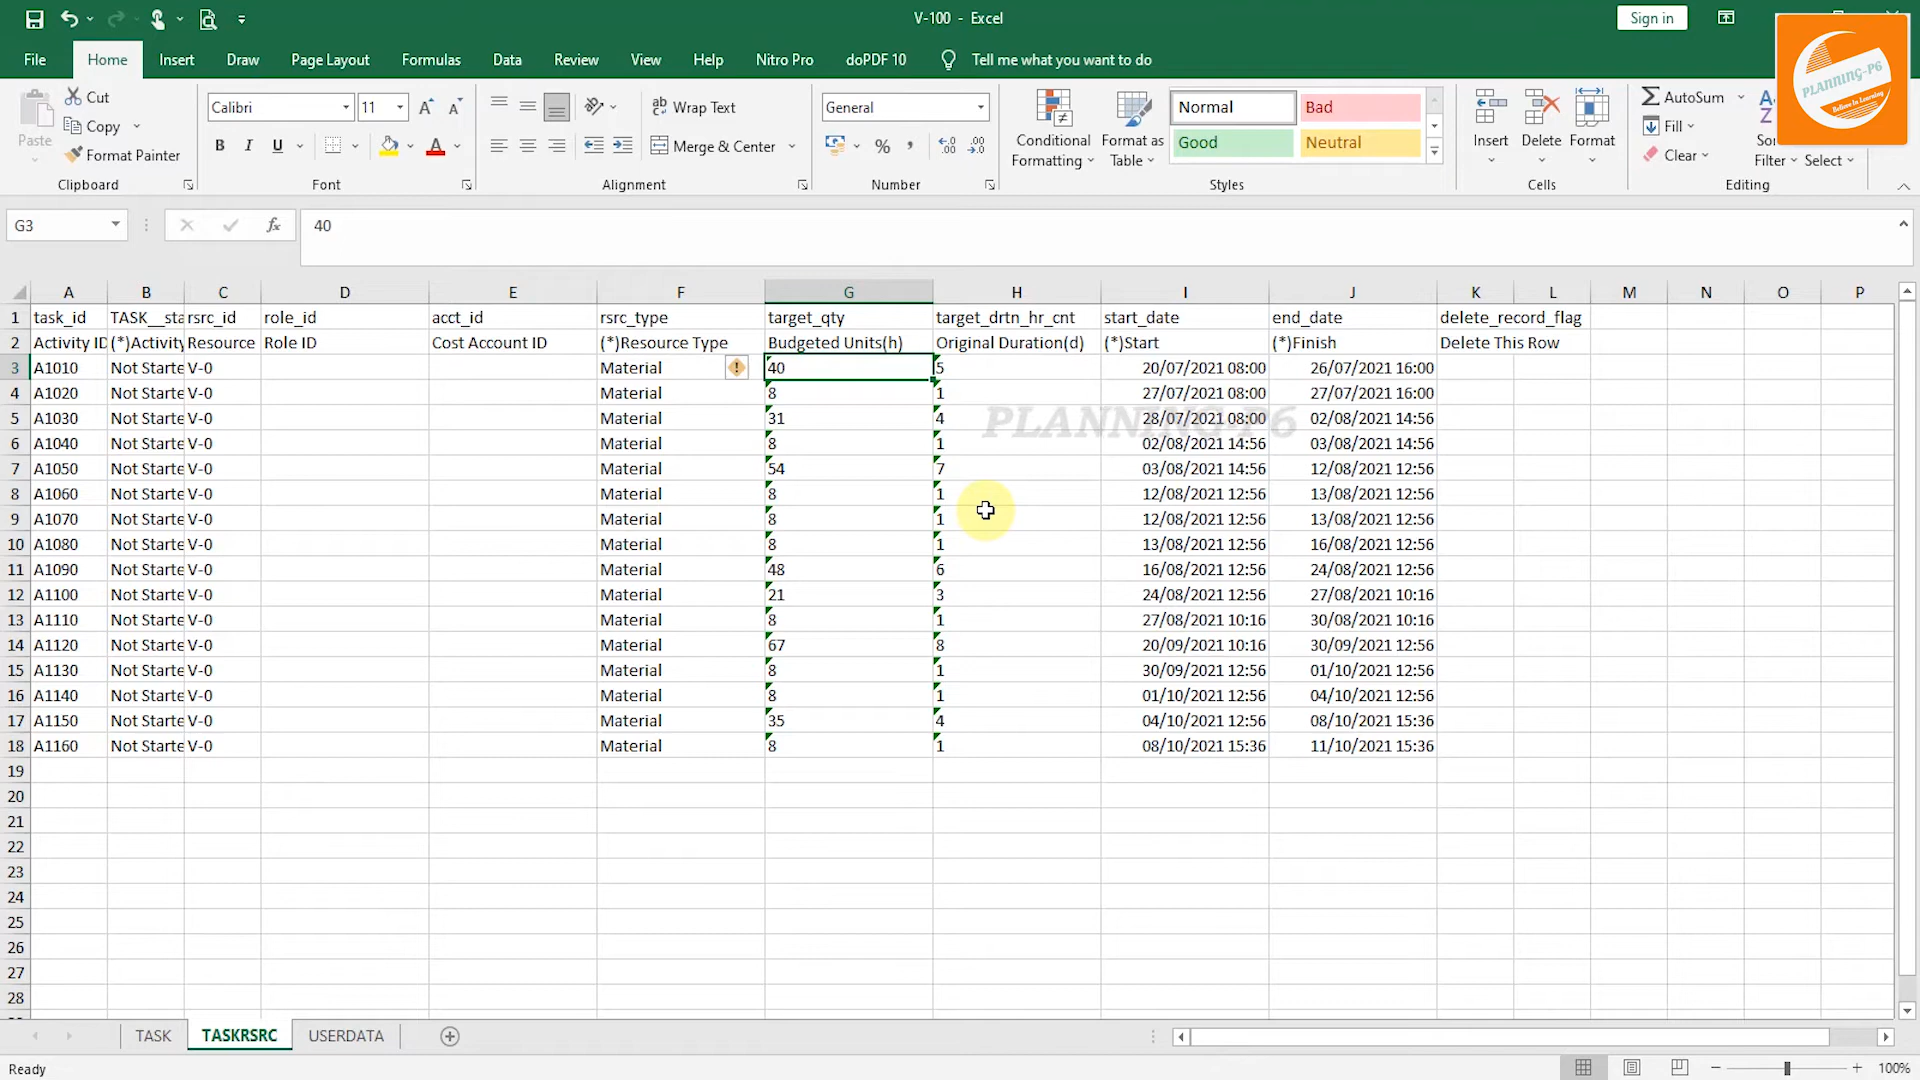 V-100 - Excel
Sign in
File Home Insert Draw Page Layout Formulas Data Review View Help Nitro Pro doPDF 10 Tell me what you want to do
PLANNING-P6
Believe In Learning
Paste
Cut
Copy
Format Painter
Clipboard
Calibri 11
B I U
Font
Wrap Text
Merge & Center
Alignment
General
Number
Conditional Formatting
Format as Table
Normal Bad
Good Neutral
Styles
Insert Delete Format
Cells
AutoSum
Fill
Clear
Filter Select
Editing
G3 fx 40
A B C D E F G H I J K L M N O P
1 task_id TASK__sta rsrc_id role_id acct_id rsrc_type target_qty target_drtn_hr_cnt start_date end_date delete_record_flag
2 Activity ID (*)Activity Resource Role ID Cost Account ID (*)Resource Type Budgeted Units(h) Original Duration(d) (*)Start (*)Finish Delete This Row
3 A1010 Not Starte V-0 Material 40 5 20/07/2021 08:00 26/07/2021 16:00
4 A1020 Not Starte V-0 Material 8 1 27/07/2021 08:00 27/07/2021 16:00
5 A1030 Not Starte V-0 Material 31 4 28/07/2021 08:00 02/08/2021 14:56
PLANNING-P6
6 A1040 Not Starte V-0 Material 8 1 02/08/2021 14:56 03/08/2021 14:56
7 A1050 Not Starte V-0 Material 54 7 03/08/2021 14:56 12/08/2021 12:56
8 A1060 Not Starte V-0 Material 8 1 12/08/2021 12:56 13/08/2021 12:56
9 A1070 Not Starte V-0 Material 8 1 12/08/2021 12:56 13/08/2021 12:56
10 A1080 Not Starte V-0 Material 8 1 13/08/2021 12:56 16/08/2021 12:56
11 A1090 Not Starte V-0 Material 48 6 16/08/2021 12:56 24/08/2021 12:56
12 A1100 Not Starte V-0 Material 21 3 24/08/2021 12:56 27/08/2021 10:16
13 A1110 Not Starte V-0 Material 8 1 27/08/2021 10:16 30/08/2021 10:16
14 A1120 Not Starte V-0 Material 67 8 20/09/2021 10:16 30/09/2021 12:56
15 A1130 Not Starte V-0 Material 8 1 30/09/2021 12:56 01/10/2021 12:56
16 A1140 Not Starte V-0 Material 8 1 01/10/2021 12:56 04/10/2021 12:56
17 A1150 Not Starte V-0 Material 35 4 04/10/2021 12:56 08/10/2021 15:36
18 A1160 Not Starte V-0 Material 8 1 08/10/2021 15:36 11/10/2021 15:36
19
20
21
22
23
24
25
26
27
28
TASK TASKRSRC USERDATA
Ready 100%